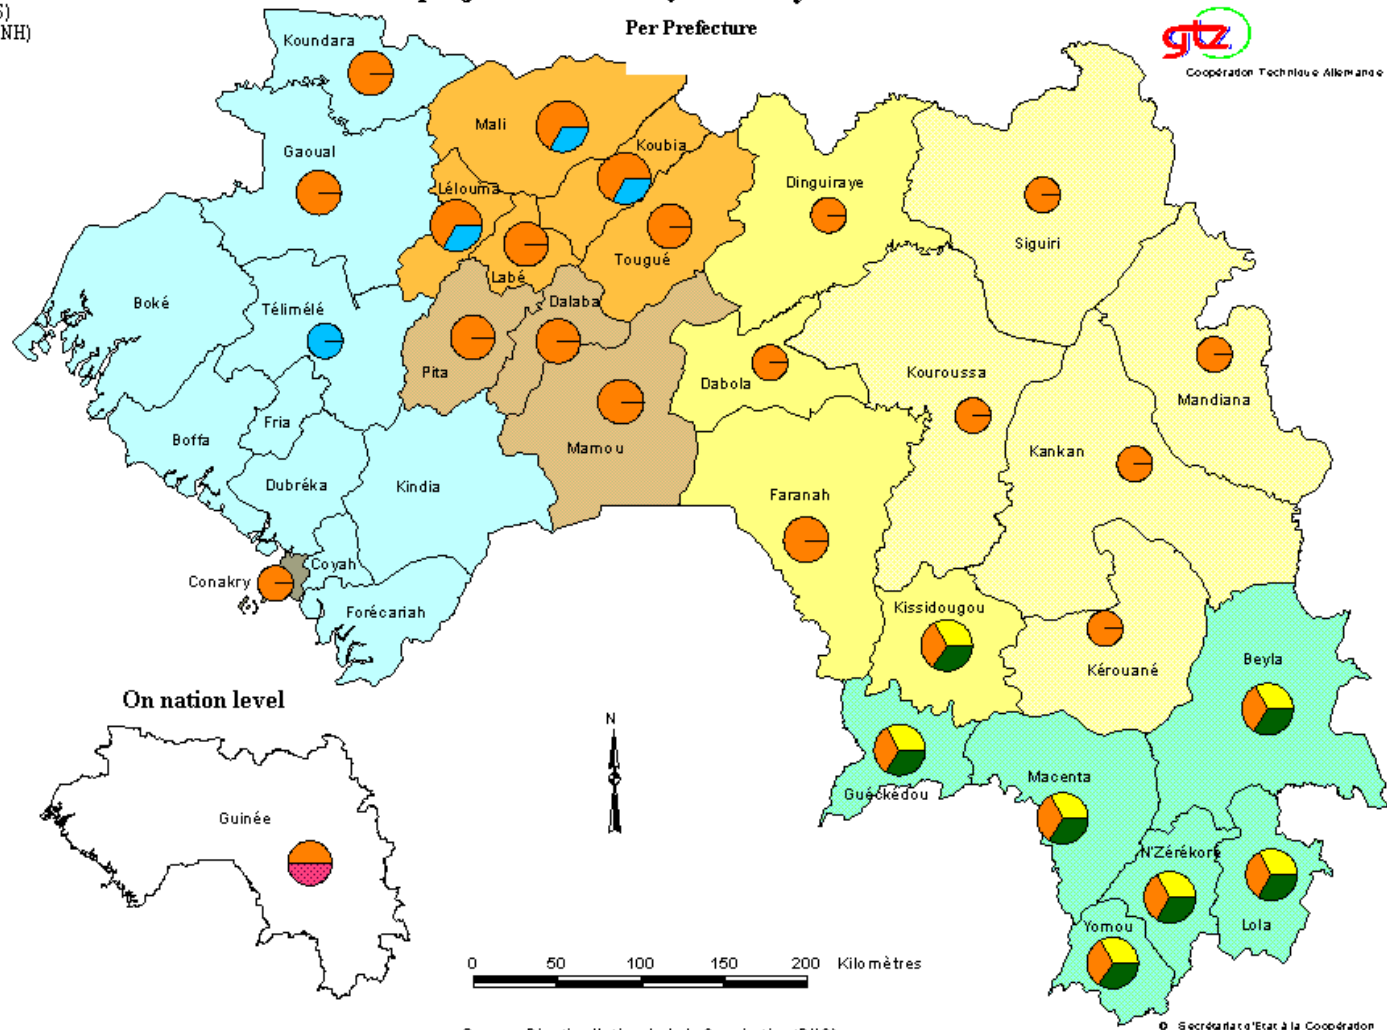 NH)
Per Prefecture
gtz
Coopération Technique Allemande
Koundara
Mali
Koubia
Gaoual
Lélouma
Dinguiraye
Siguiri
Tougué
Labé
Dalaba
Boké
Télimélé
Pita
Dabola
Kouroussa
Mandiana
Fria
Boffa
Mamou
Kankan
Dubréka
Kindia
Faranah
Coyah
Conakry
Forécariah
Kissidougou
Beyla
Kérouané
On nation level
N
Macenta
Guéckédou
Guinée
N'Zérékoré
Yomou
Lola
0 50 100 150 200 Kilomètres
© Secrétariat d'Etat à la Coopération